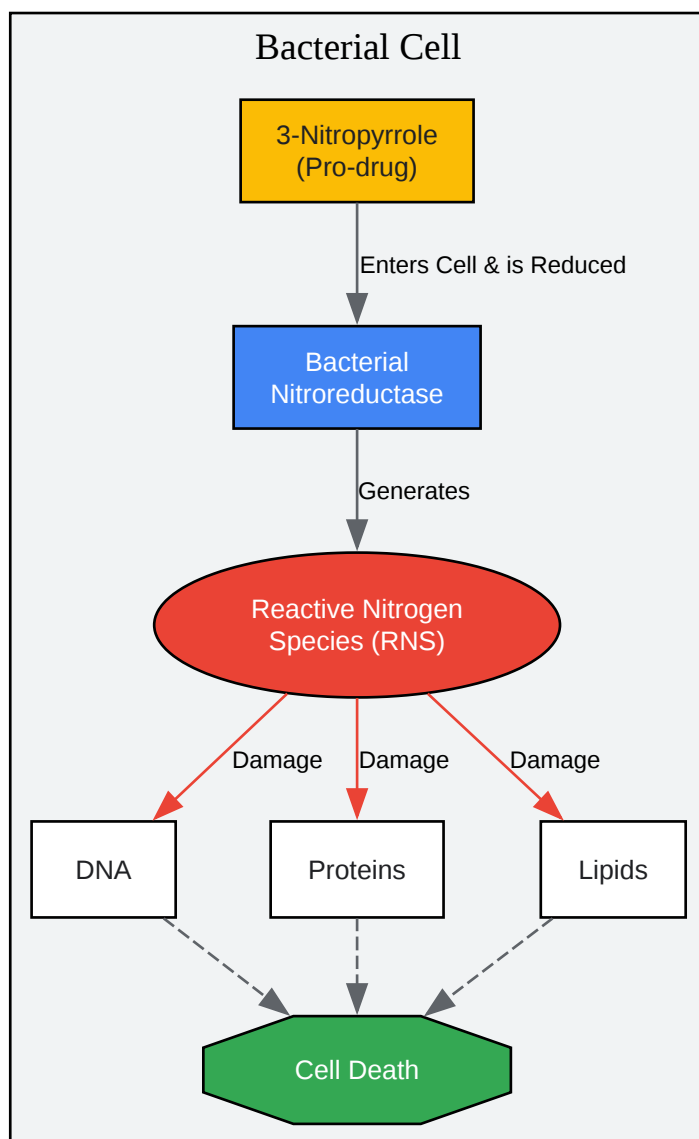 Bacterial Cell
3-Nitropyrrole
(Pro-drug)
Enters Cell & is Reduced
Bacterial
Nitroreductase
Generates
Reactive Nitrogen
Species (RNS)
Damage
Damage
Damage
DNA
Proteins
Lipids
Cell Death